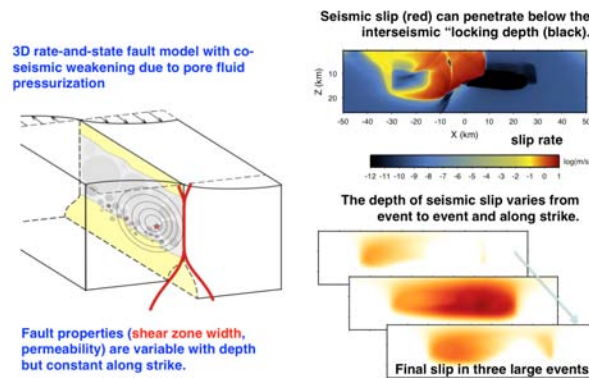 3D rate-and-state fault model with co-
seismic weakening due to pore fluid
pressurization
Fault properties (shear zone width,
permeability) are variable with depth
but constant along strike.
Seismic slip (red) can penetrate below the
interseismic “locking depth (black).
Z (km)
0
10
20
-50 -40 -30 -20 -10 0 10 20 30 40 50
X (km)
slip rate
log(m/s
-12 -11 -10 -9 -8 -7 -6 -5 -4 -3 -2 -1 0 1
The depth of seismic slip varies from
event to event and along strike.
Final slip in three large events